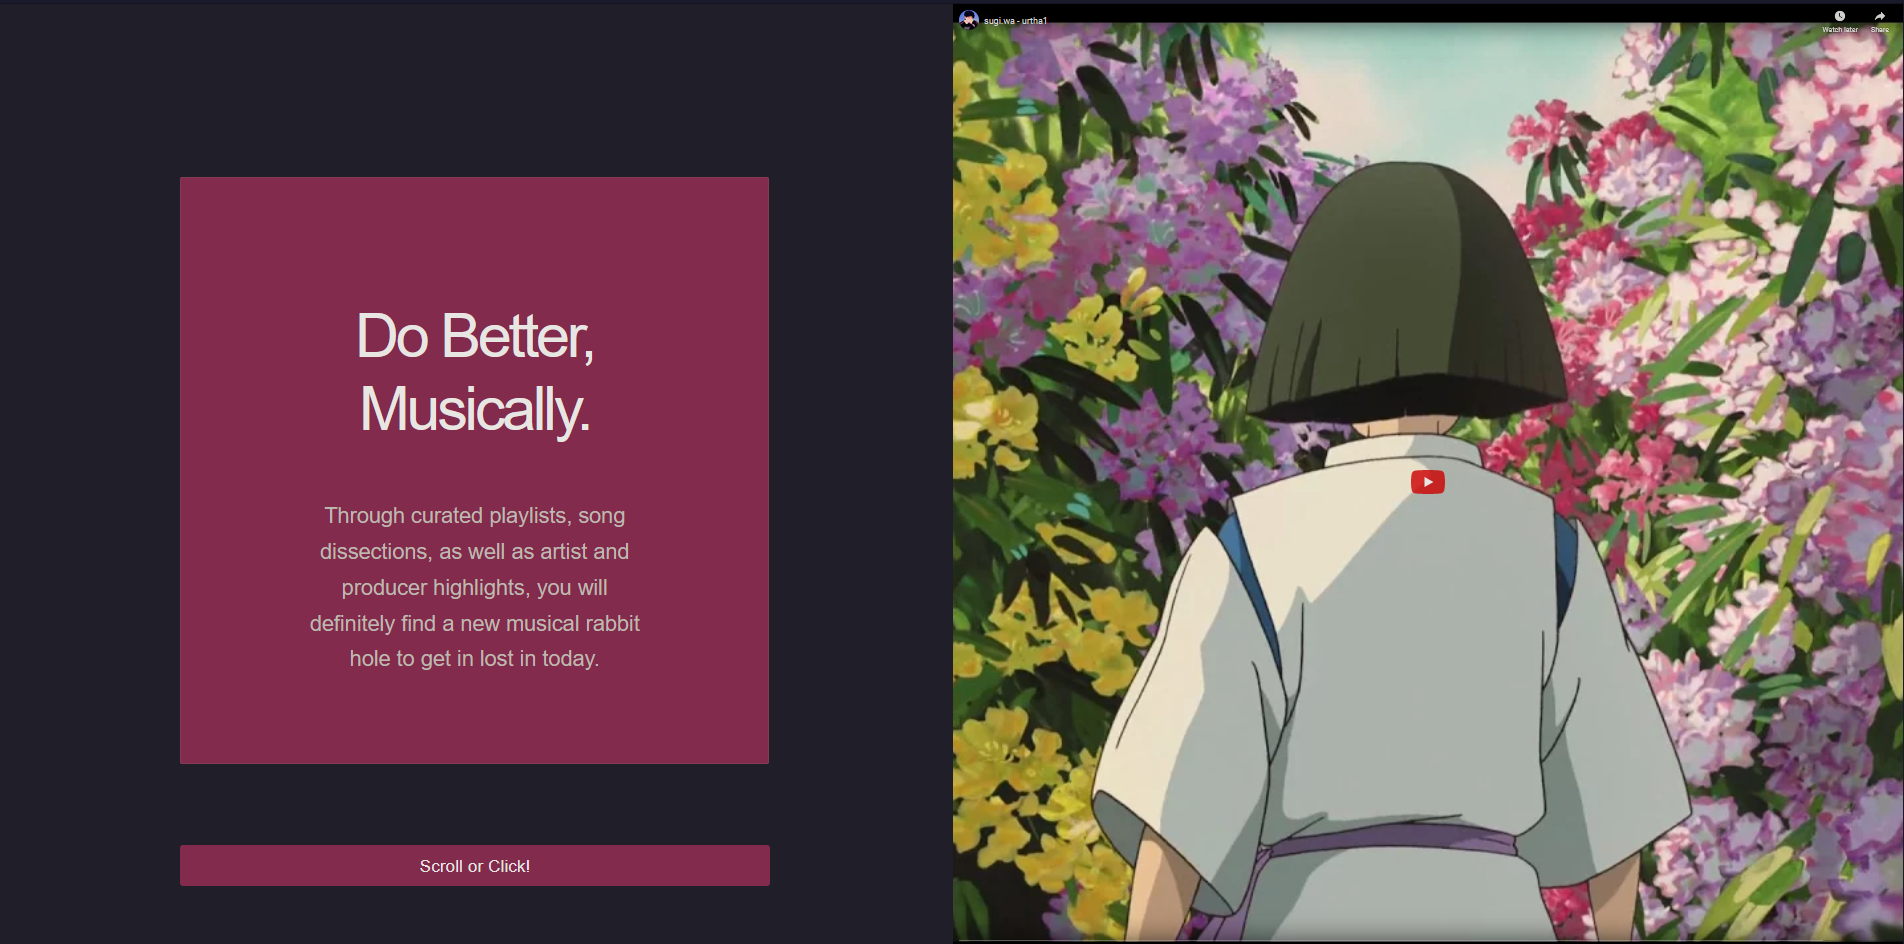 sugi.wa - urtha1
Watch later
Share
Do Better,
Musically.
Through curated playlists, song
dissections, as well as artist and
producer highlights, you will
definitely find a new musical rabbit
hole to get in lost in today.
Scroll or Click!